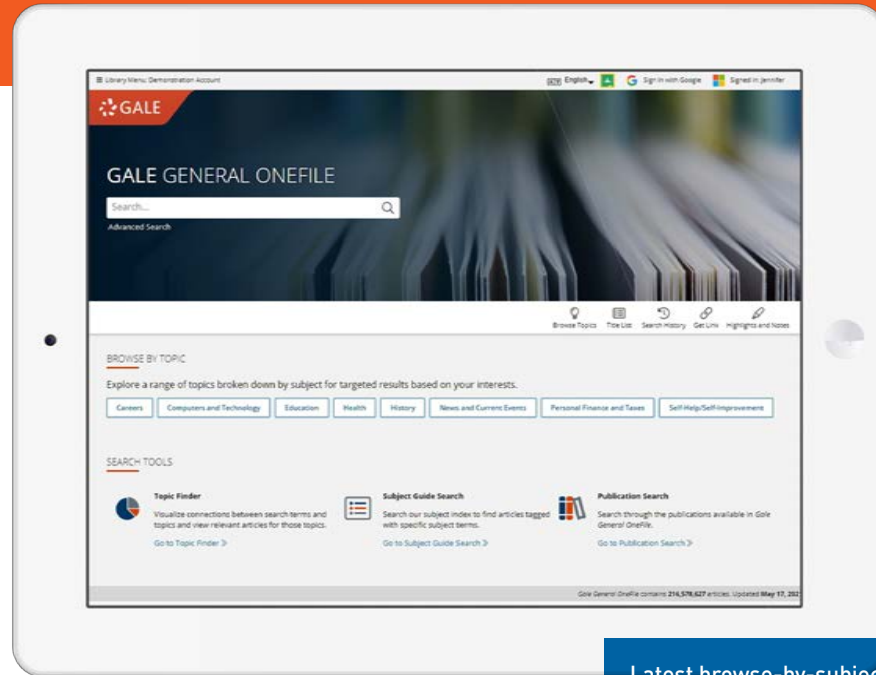 Library Menu: Demonstration Account
English
Sign in with Google
Signed in: Jennifer
GALE
GALE GENERAL ONEFILE
Search...
Advanced Search
Browse Topics
Title List
Search History
Get Link
Highlights and Notes
BROWSE BY TOPIC
Explore a range of topics broken down by subject for targeted results based on your interests.
Careers
Computers and Technology
Education
Health
History
News and Current Events
Personal Finance and Taxes
Self-Help/Self-Improvement
SEARCH TOOLS
Topic Finder
Visualize connections between search terms and
topics and view relevant articles for those topics.
Go to Topic Finder >
Subject Guide Search
Search our subject index to find articles tagged
with specific subject terms.
Go to Subject Guide Search >
Publication Search
Search through the publications available in Gale
General OneFile.
Go to Publication Search >
Gale General OneFile contains 214,578,627 articles. Updated May 17, 202
Latest browse-by-subjec